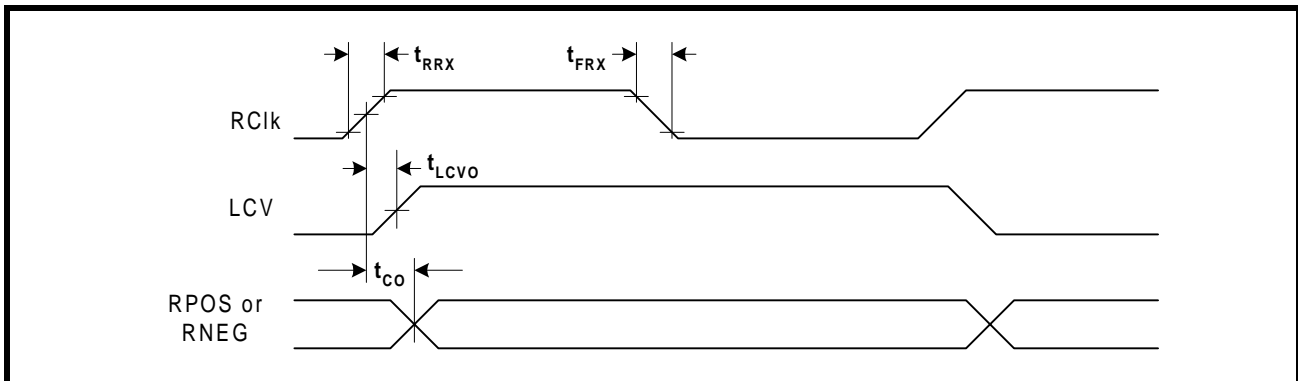 tRRX
tFRX
RClk
tLCVO
LCV
tCO
RPOS or
RNEG